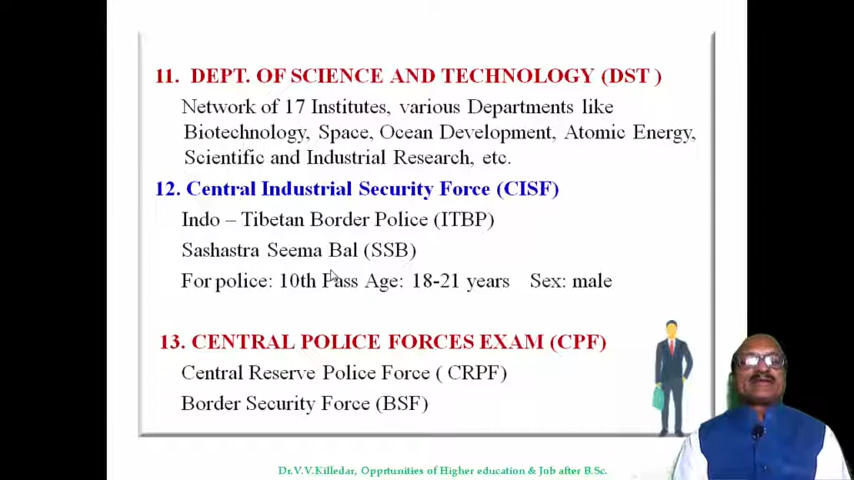 11. DEPT. OF SCIENCE AND TECHNOLOGY (DST )
Network of 17 Institutes, various Departments like
Biotechnology, Space, Ocean Development, Atomic Energy,
Scientific and Industrial Research, etc.
12. Central Industrial Security Force (CISF)
Indo – Tibetan Border Police (ITBP)
Sashastra Seema Bal (SSB)
For police: 10th Pass Age: 18-21 years Sex: male
13. CENTRAL POLICE FORCES EXAM (CPF)
Central Reserve Police Force ( CRPF)
Border Security Force (BSF)
Dr.V.V.Killedar, Opprtunities of Higher education & Job after B.Sc.